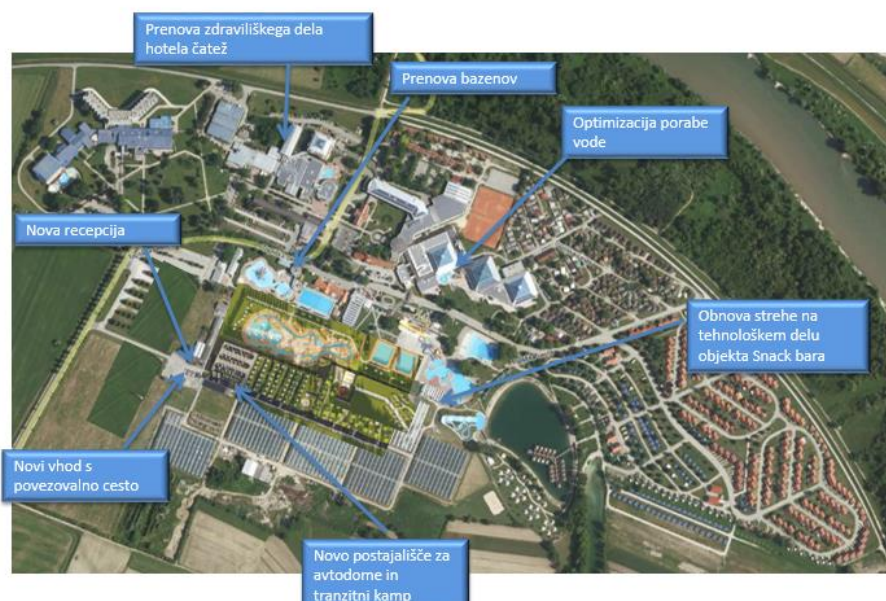 Prenova zdraviliškega dela
hotela čatež
Prenova bazenov
Optimizacija porabe
vode
Nova recepcija
Obnova strehe na
tehnološkem delu
objekta Snack bara
Novi vhod s
povezovalno cesto
Novo postajališče za
avtodome in
tranzitni kamp